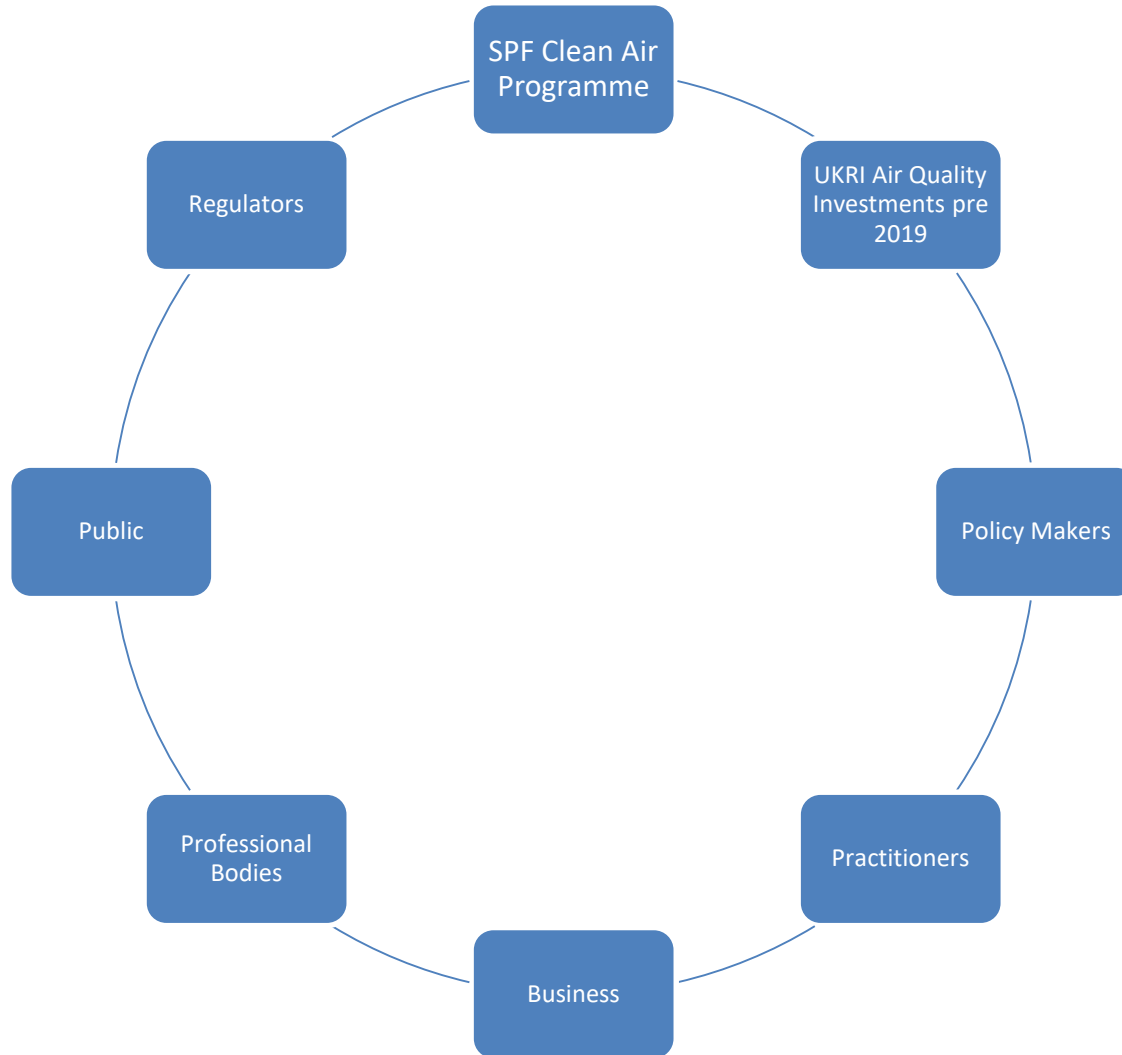 SPF Clean Air
Programme
UKRI Air Quality
Investments pre
2019
Policy Makers
Practitioners
Business
Professional
Bodies
Public
Regulators